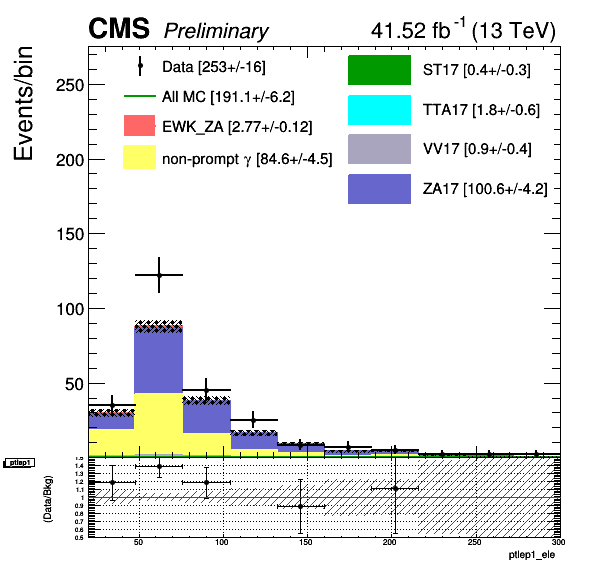 CMS Preliminary 41.52 fb⁻¹ (13 TeV)
Events/bin
Data [253+/-16]
All MC [191.1+/-6.2]
EWK_ZA [2.77+/-0.12]
non-prompt γ [84.6+/-4.5]
ST17 [0.4+/-0.3]
TTA17 [1.8+/-0.6]
VV17 [0.9+/-0.4]
ZA17 [100.6+/-4.2]
250
200
150
100
50
ptlep1
(Data/Bkg)
1.5
1.4
1.3
1.2
1.1
1
0.9
0.8
0.7
0.6
0.5
50 100 150 200 250 300
ptlep1_ele